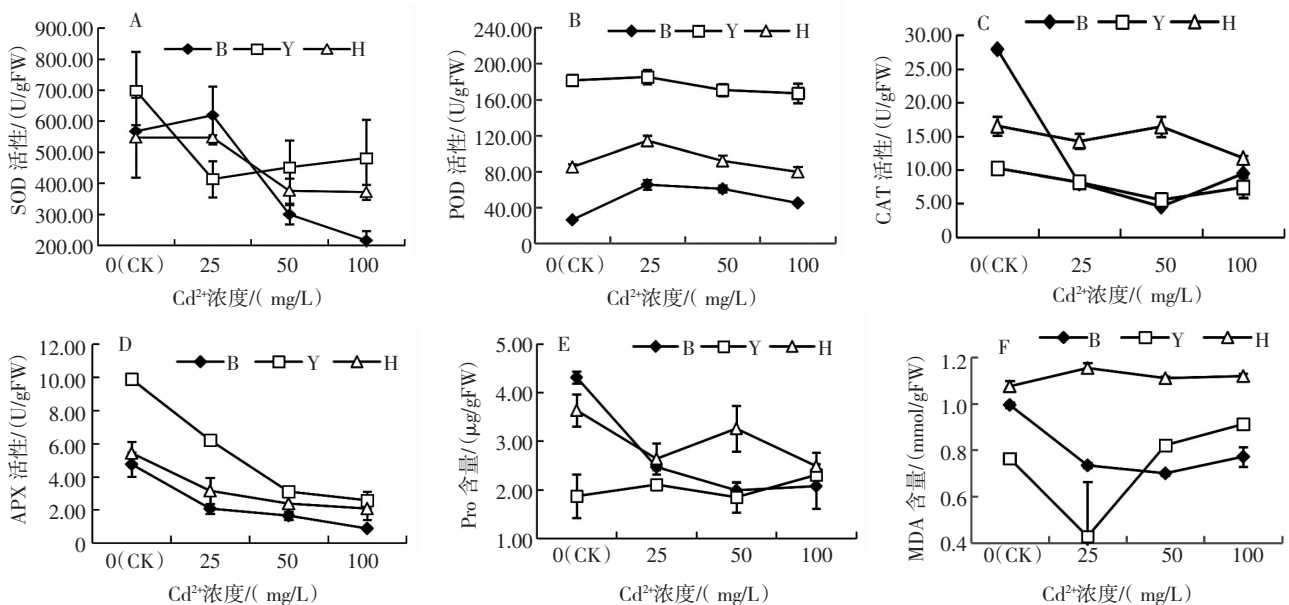 A
B Y H
SOD 活性/(U/gFW)
900.00
800.00
700.00
600.00
500.00
400.00
300.00
200.00
0(CK) 25 50 100
Cd²⁺浓度/( mg/L)
B
B Y H
POD 活性/(U/gFW)
240.00
200.00
160.00
120.00
80.00
40.00
0
0(CK) 25 50 100
Cd²⁺浓度/( mg/L)
C
B Y H
CAT 活性/(U/gFW)
30.00
25.00
20.00
15.00
10.00
5.00
0
0(CK) 25 50 100
Cd²⁺浓度/( mg/L)
D
B Y H
APX 活性/(U/gFW)
12.00
10.00
8.00
6.00
4.00
2.00
0
0(CK) 25 50 100
Cd²⁺浓度/( mg/L)
E
B Y H
Pro 含量/(μg/gFW)
5.00
4.00
3.00
2.00
1.00
0(CK) 25 50 100
Cd²⁺浓度/( mg/L)
F
B Y H
MDA 含量/(mmol/gFW)
1.2
1.0
0.8
0.6
0.4
0(CK) 25 50 100
Cd²⁺浓度/( mg/L)